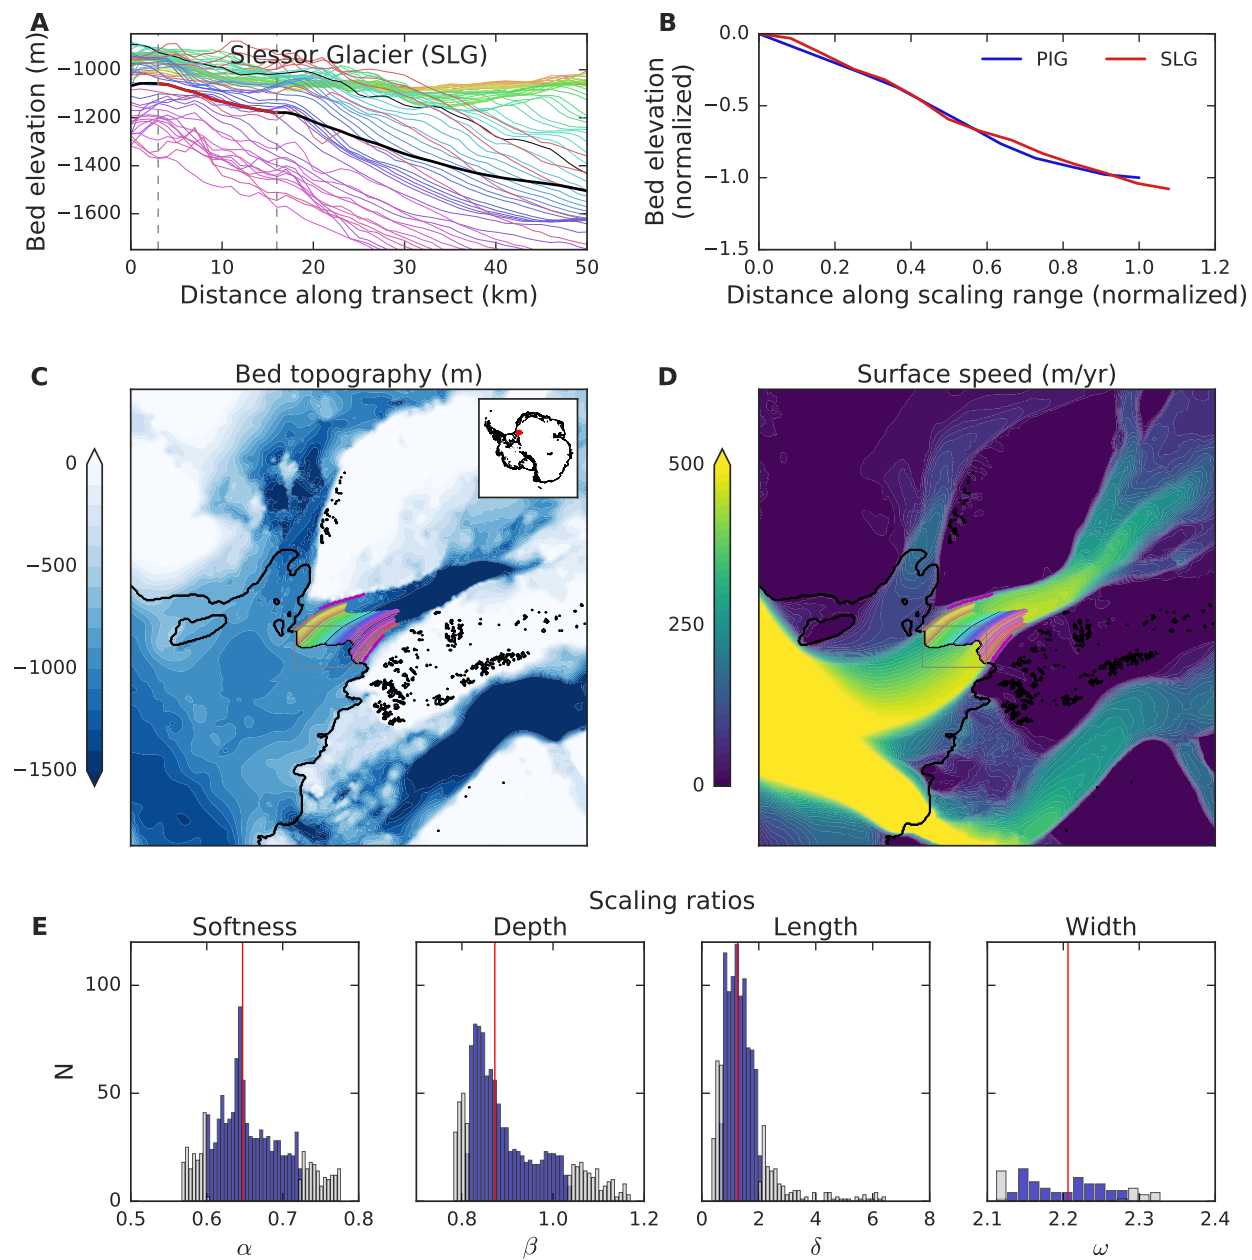 A
Slessor Glacier (SLG)
Bed elevation (m)
−1000
−1200
−1400
−1600
0 10 20 30 40 50
Distance along transect (km)
B
PIG SLG
Bed elevation
(normalized)
0.0
−0.5
−1.0
−1.5
0.0 0.2 0.4 0.6 0.8 1.0 1.2
Distance along scaling range (normalized)
C
Bed topography (m)
0
−500
−1000
−1500
D
Surface speed (m/yr)
500
250
0
Scaling ratios
E
Softness Depth Length Width
N
100
50
0
0.5 0.6 0.7 0.8
α
0.8 1.0 1.2
β
0 2 4 6 8
δ
2.1 2.2 2.3 2.4
ω